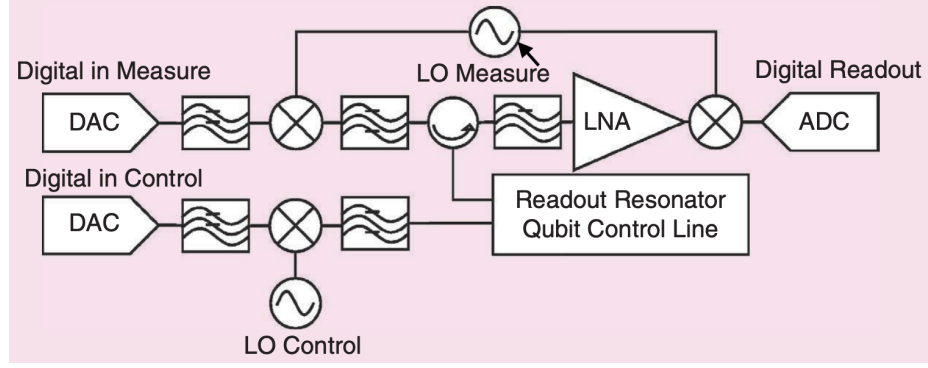 Digital in Measure
LO Measure
Digital Readout
DAC
LNA
ADC
Digital in Control
DAC
Readout Resonator
Qubit Control Line
LO Control